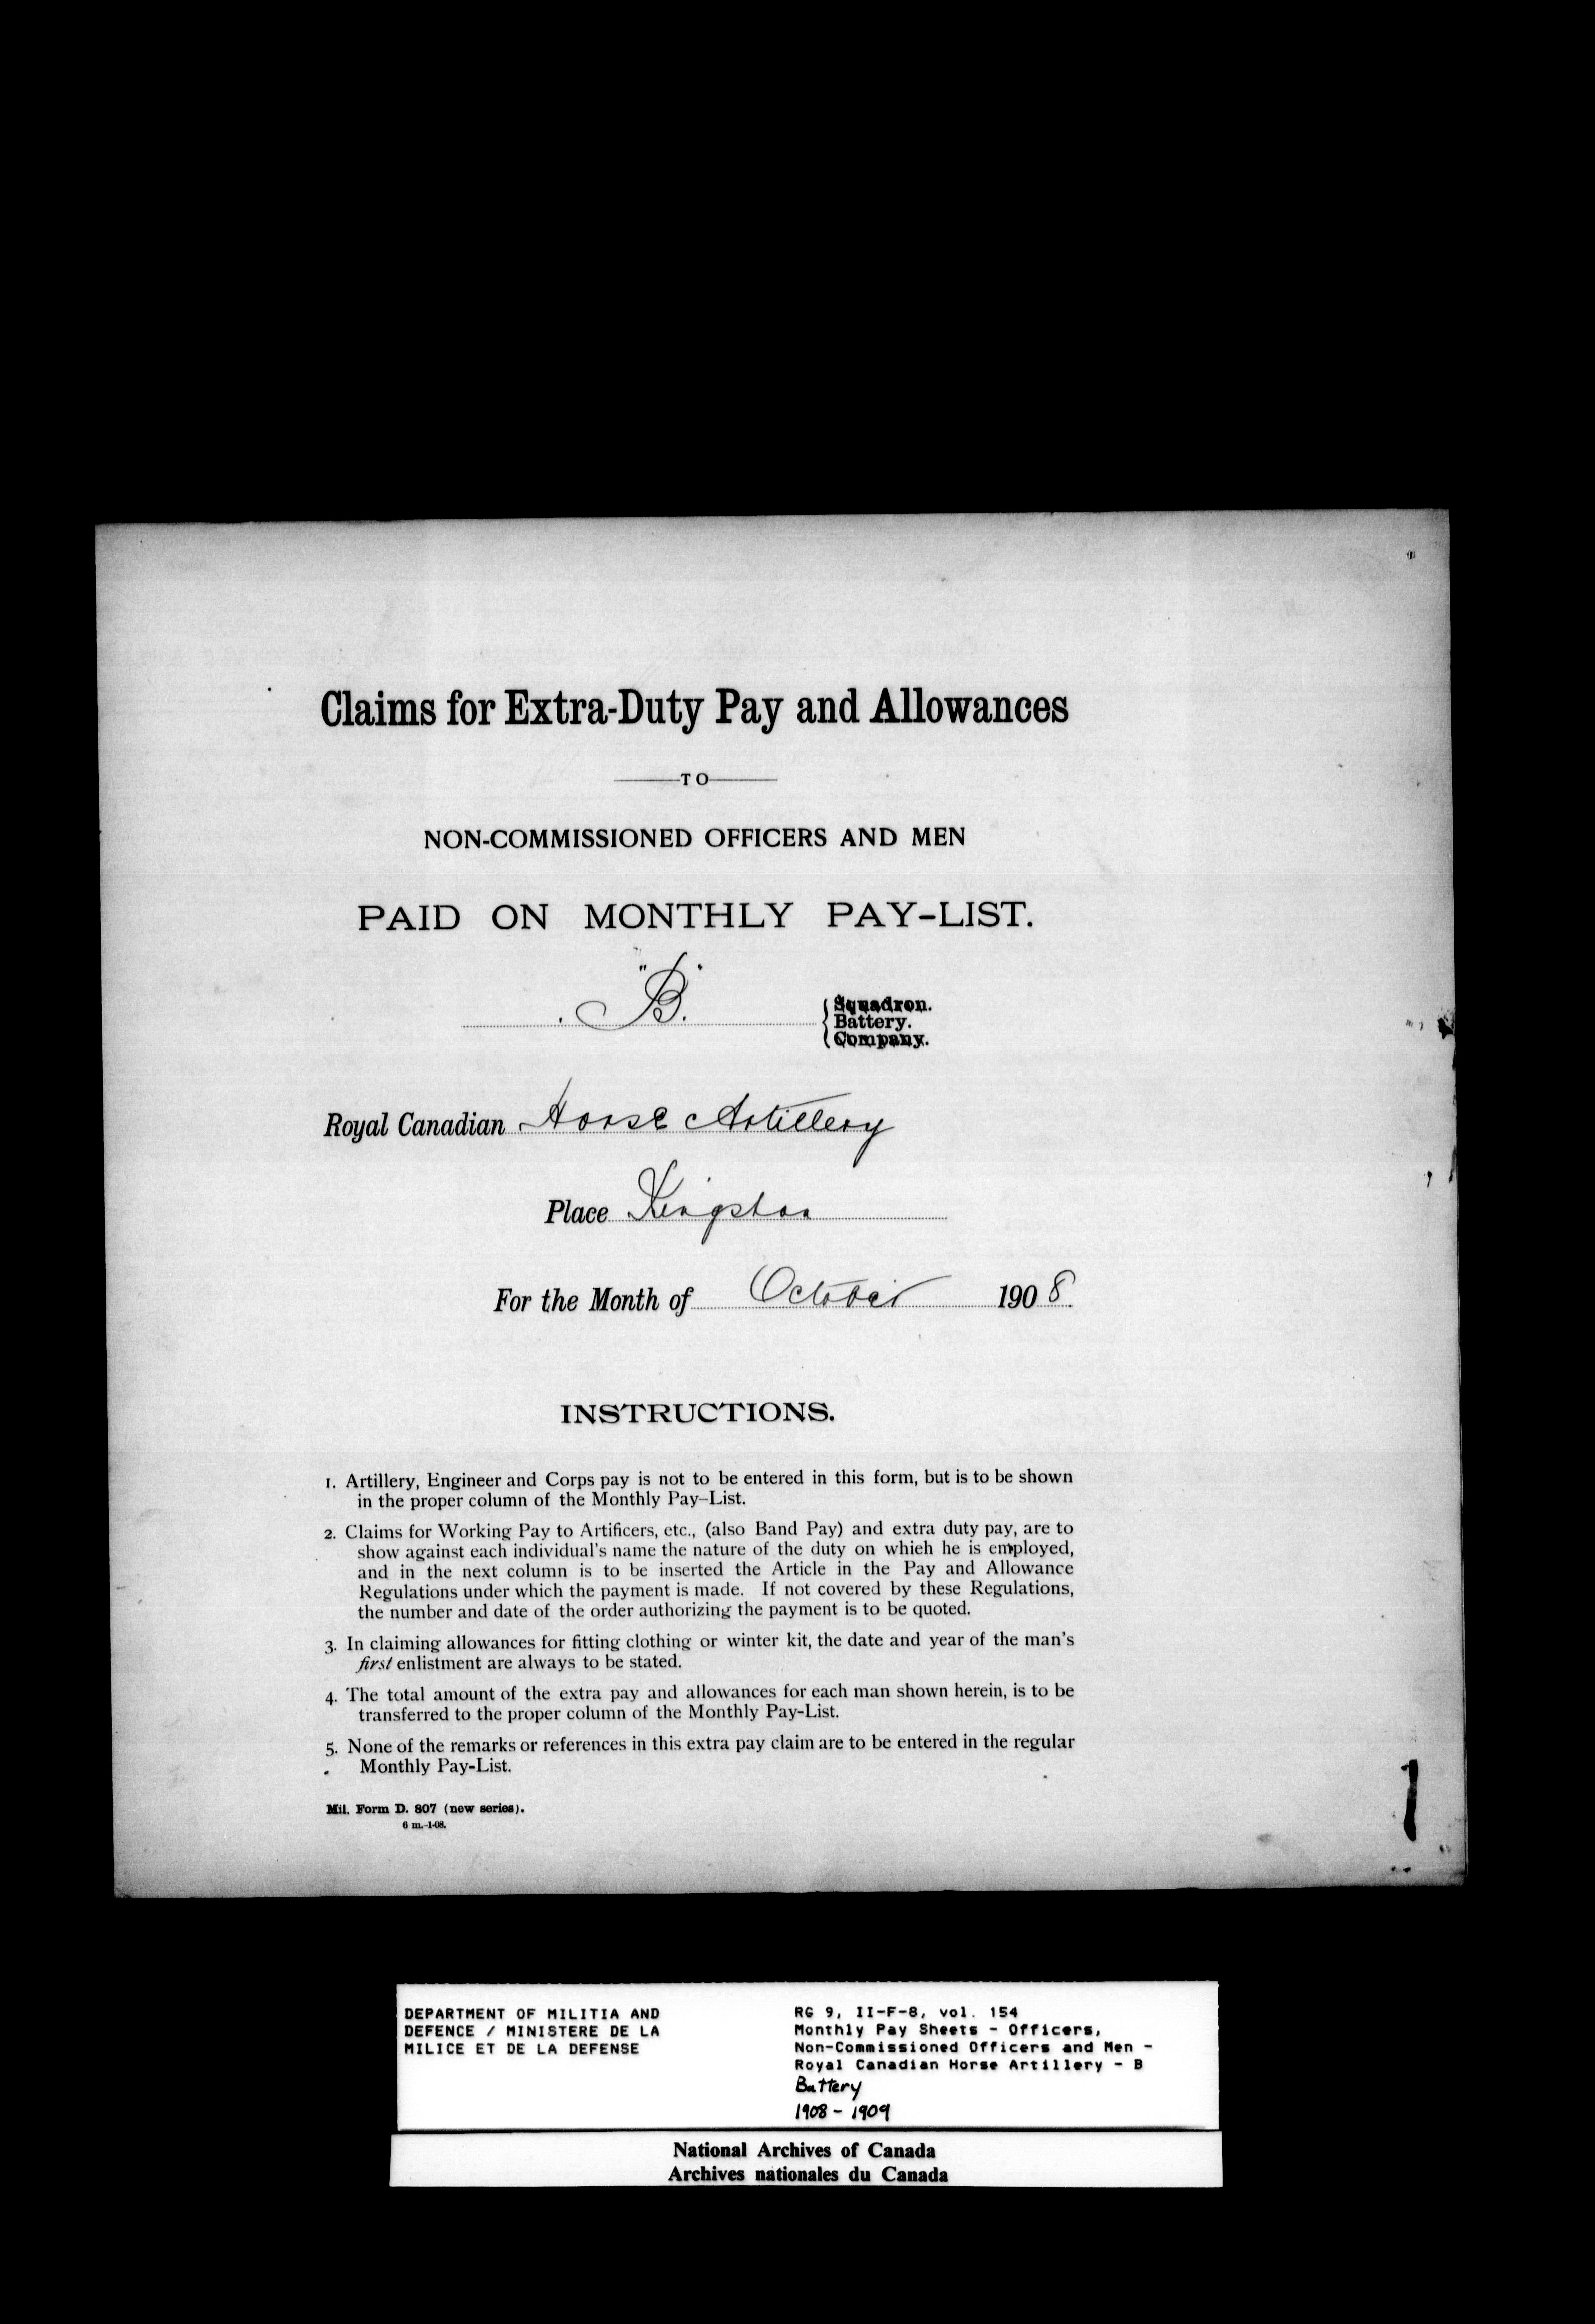 Claims for Extra-Duty Pay and Allowances
TO
NON-COMMISSIONED OFFICERS AND MEN
PAID ON MONTHLY PAY-LIST.
"B"
Squadron.
Battery.
Company.
Royal Canadian Horse Artillery
Place Kingston
For the Month of October 1908.
INSTRUCTIONS.
1. Artillery, Engineer and Corps pay is not to be entered in this form, but is to be shown
in the proper column of the Monthly Pay-List.
2. Claims for Working Pay to Artificers, etc., (also Band Pay) and extra duty pay, are to
show against each individual's name the nature of the duty on which he is employed,
and in the next column is to be inserted the Article in the Pay and Allowance
Regulations under which the payment is made. If not covered by these Regulations,
the number and date of the order authorizing the payment is to be quoted.
3. In claiming allowances for fitting clothing or winter kit, the date and year of the man's
first enlistment are always to be stated.
4. The total amount of the extra pay and allowances for each man shown herein, is to be
transferred to the proper column of the Monthly Pay-List.
5. None of the remarks or references in this extra pay claim are to be entered in the regular
Monthly Pay-List.
Mil. Form D. 807 (new series).
6 m.-1-08.
1
DEPARTMENT OF MILITIA AND
DEFENCE / MINISTERE DE LA
MILICE ET DE LA DEFENSE
RG 9, II-F-8, vol. 154
Monthly Pay Sheets - Officers,
Non-Commissioned Officers and Men -
Royal Canadian Horse Artillery - B
Battery
1908 - 1909
National Archives of Canada
Archives nationales du Canada